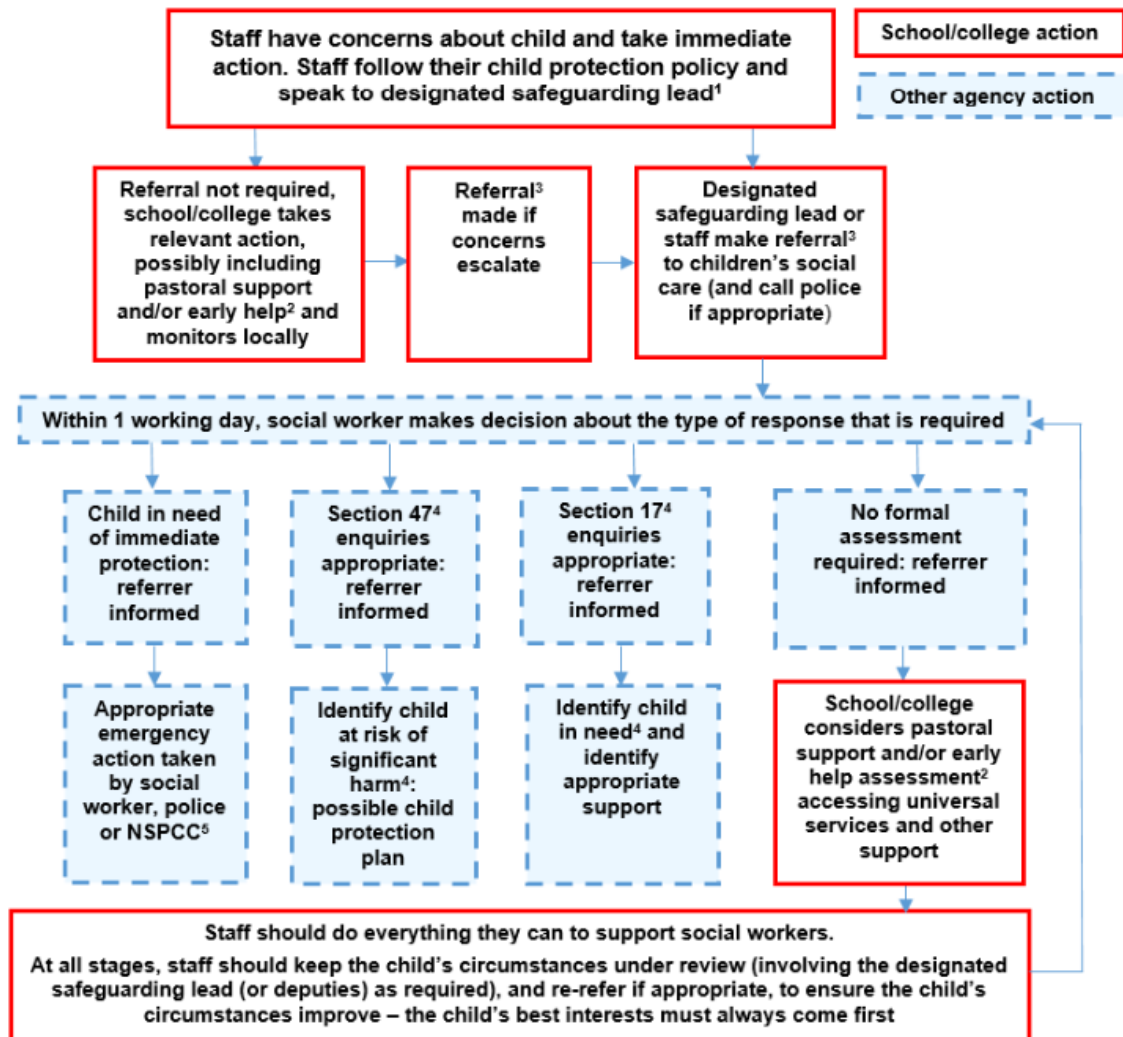 Staff have concerns about child and take immediate
action. Staff follow their child protection policy and
speak to designated safeguarding lead¹
School/college action
Other agency action
Referral not required,
school/college takes
relevant action,
possibly including
pastoral support
and/or early help² and
monitors locally
Referral³
made if
concerns
escalate
Designated
safeguarding lead or
staff make referral³
to children’s social
care (and call police
if appropriate)
Within 1 working day, social worker makes decision about the type of response that is required
Child in need
of immediate
protection:
referrer
informed
Section 47⁴
enquiries
appropriate:
referrer
informed
Section 17⁴
enquiries
appropriate:
referrer
informed
No formal
assessment
required: referrer
informed
Appropriate
emergency
action taken
by social
worker, police
or NSPCC⁵
Identify child
at risk of
significant
harm⁴:
possible child
protection
plan
Identify child
in need⁴ and
identify
appropriate
support
School/college
considers pastoral
support and/or early
help assessment²
accessing universal
services and other
support
Staff should do everything they can to support social workers.
At all stages, staff should keep the child’s circumstances under review (involving the designated
safeguarding lead (or deputies) as required), and re-refer if appropriate, to ensure the child’s
circumstances improve – the child’s best interests must always come first